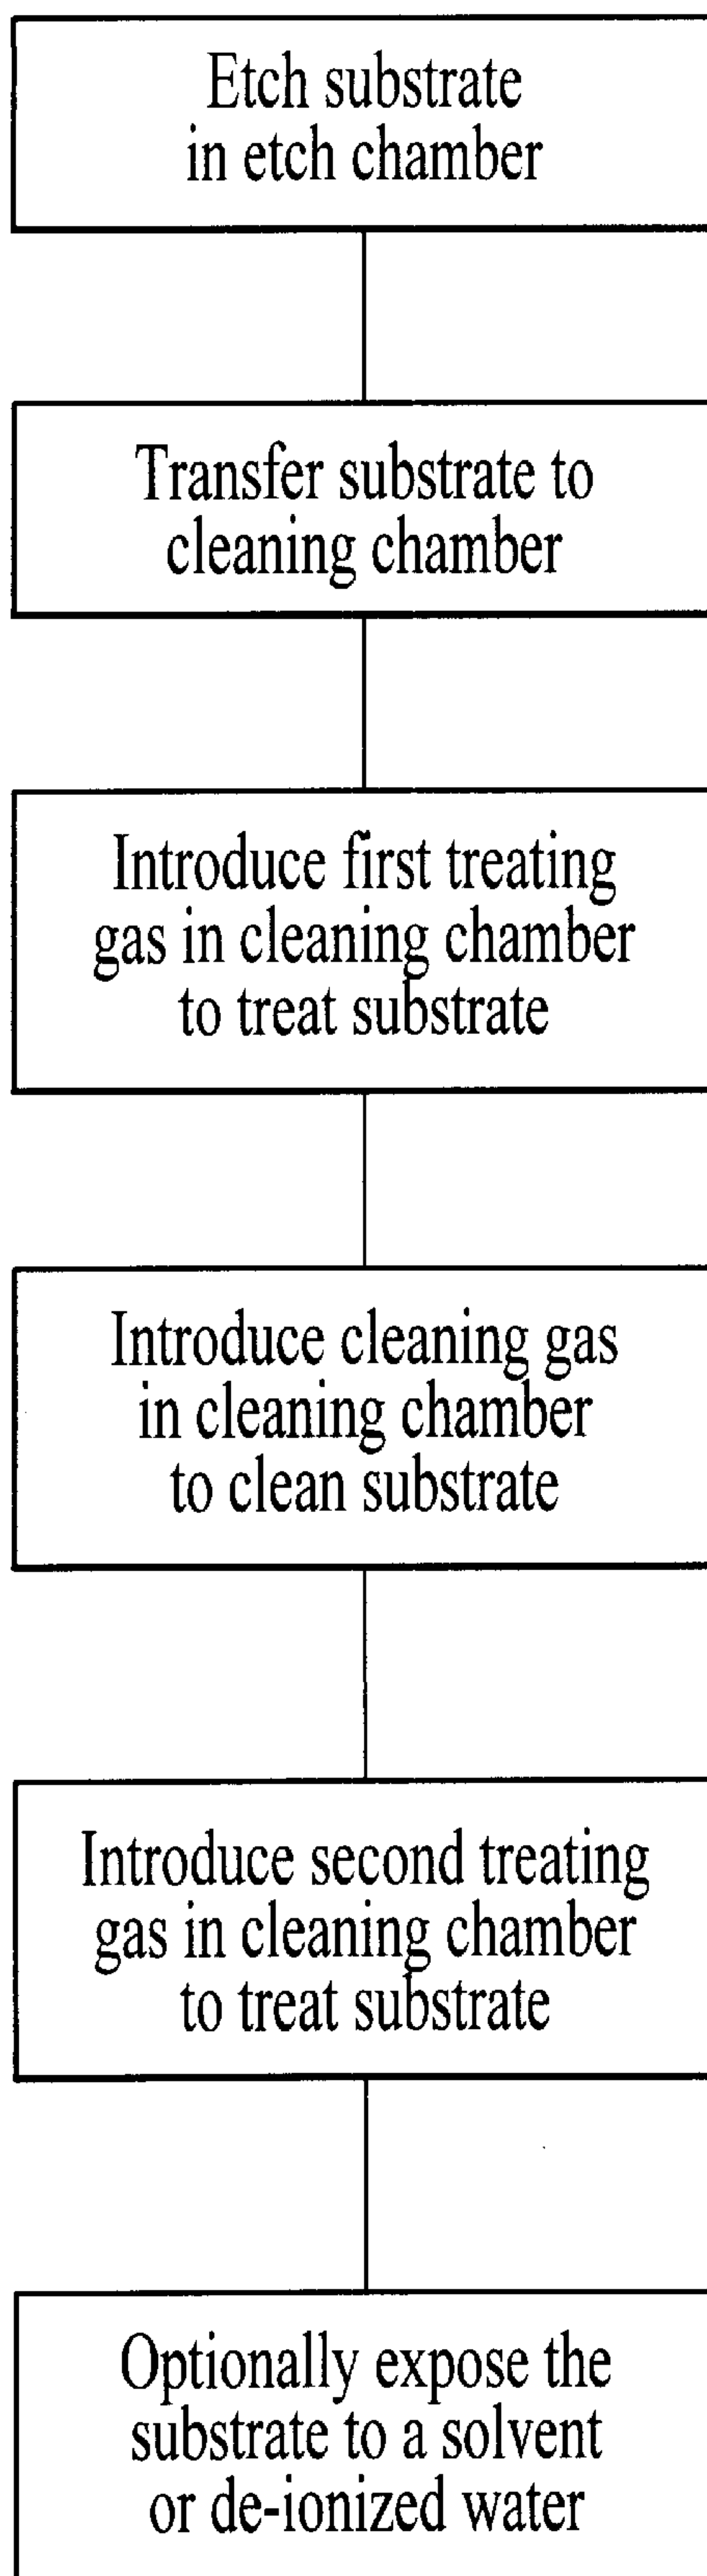 Etch substrate
in etch chamber
Transfer substrate to
cleaning chamber
Introduce first treating
gas in cleaning chamber
to treat substrate
Introduce cleaning gas
in cleaning chamber
to clean substrate
Introduce second treating
gas in cleaning chamber
to treat substrate
Optionally expose the
substrate to a solvent
or de-ionized water